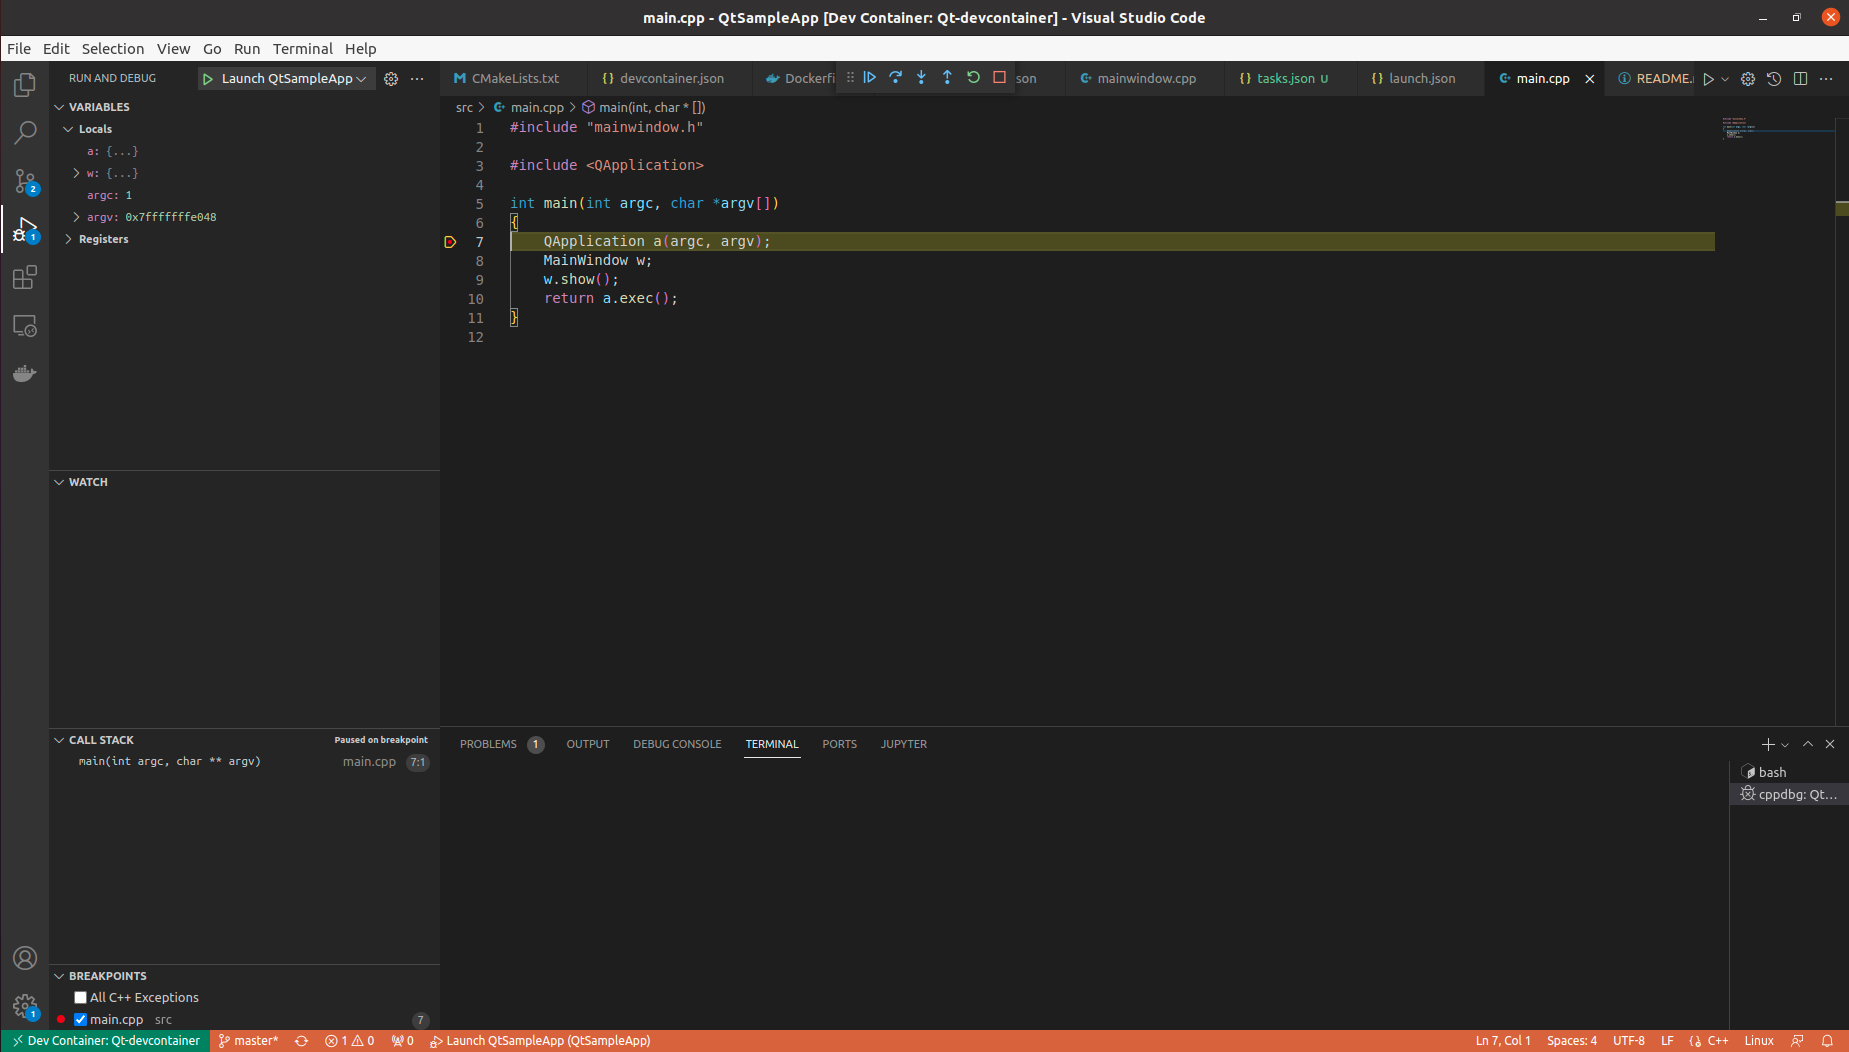 main.cpp - QtSampleApp [Dev Container: Qt-devcontainer] - Visual Studio Code
File Edit Selection View Go Run Terminal Help
RUN AND DEBUG Launch QtSampleApp
CMakeLists.txt devcontainer.json Dockerfi son mainwindow.cpp tasks.json U launch.json main.cpp README.
src > main.cpp > main(int, char * [])
VARIABLES
Locals
a: {...}
w: {...}
argc: 1
argv: 0x7fffffffe048
Registers
1 #include "mainwindow.h"
2
3 #include <QApplication>
4
5 int main(int argc, char *argv[])
6 {
7 QApplication a(argc, argv);
8 MainWindow w;
9 w.show();
10 return a.exec();
11 }
12
2
1
WATCH
CALL STACK Paused on breakpoint
main(int argc, char ** argv) main.cpp 7:1
PROBLEMS 1 OUTPUT DEBUG CONSOLE TERMINAL PORTS JUPYTER
bash
cppdbg: Qt...
BREAKPOINTS
All C++ Exceptions
main.cpp src 7
1
Dev Container: Qt-devcontainer master* 1 0 0 Launch QtSampleApp (QtSampleApp) Ln 7, Col 1 Spaces: 4 UTF-8 LF C++ Linux